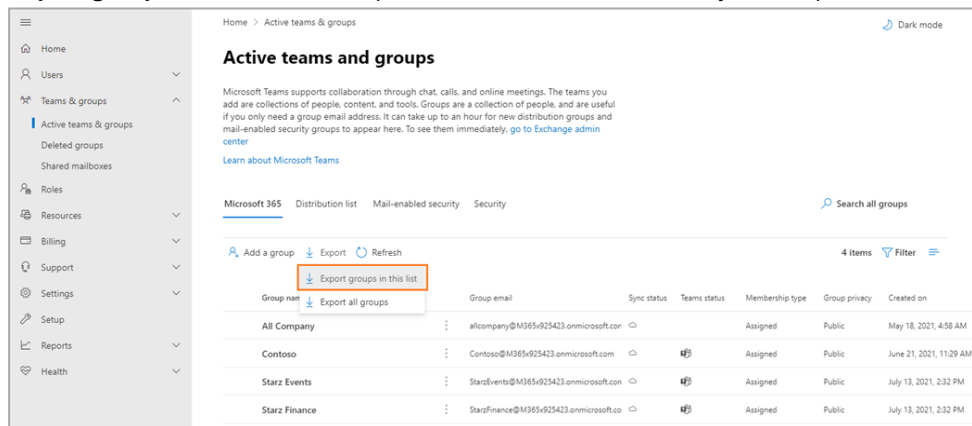 Home > Active teams & groups
Dark mode
Home
Users
Teams & groups
Active teams & groups
Deleted groups
Shared mailboxes
Roles
Resources
Billing
Support
Settings
Setup
Reports
Health
Active teams and groups
Microsoft Teams supports collaboration through chat, calls, and online meetings. The teams you
add are collections of people, content, and tools. Groups are a collection of people, and are useful
if you only need a group email address. It can take up to an hour for new distribution groups and
mail-enabled security groups to appear here. To see them immediately, go to Exchange admin
center
Learn about Microsoft Teams
Microsoft 365 Distribution list Mail-enabled security Security
Search all groups
Add a group Export Refresh
4 items Filter
Export groups in this list
Export all groups
Group email Sync status Teams status Membership type Group privacy Created on
All Company allcompany@M365x925423.onmicrosoft.con Assigned Public May 18, 2021, 4:58 AM
Contoso Contoso@M365x925423.onmicrosoft.com Assigned Public June 21, 2021, 11:29 AM
Starz Events StarzEvents@M365x925423.onmicrosoft.con Assigned Public July 13, 2021, 2:32 PM
Starz Finance StarzFinance@M365x925423.onmicrosoft.co Assigned Public July 13, 2021, 2:32 PM